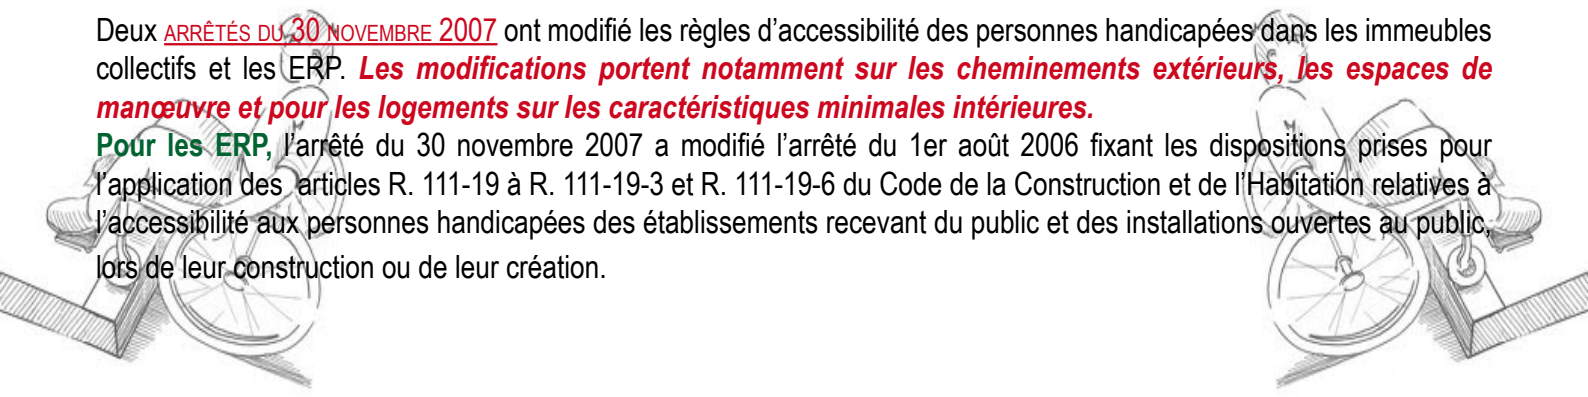 Deux ARRÊTÉS DU 30 NOVEMBRE 2007 ont modifié les règles d’accessibilité des personnes handicapées dans les immeubles
collectifs et les ERP. Les modifications portent notamment sur les cheminements extérieurs, les espaces de
manœuvre et pour les logements sur les caractéristiques minimales intérieures.
Pour les ERP, l’arrêté du 30 novembre 2007 a modifié l’arrêté du 1er août 2006 fixant les dispositions prises pour
l’application des articles R. 111-19 à R. 111-19-3 et R. 111-19-6 du Code de la Construction et de l’Habitation relatives à
l’accessibilité aux personnes handicapées des établissements recevant du public et des installations ouvertes au public,
lors de leur construction ou de leur création.